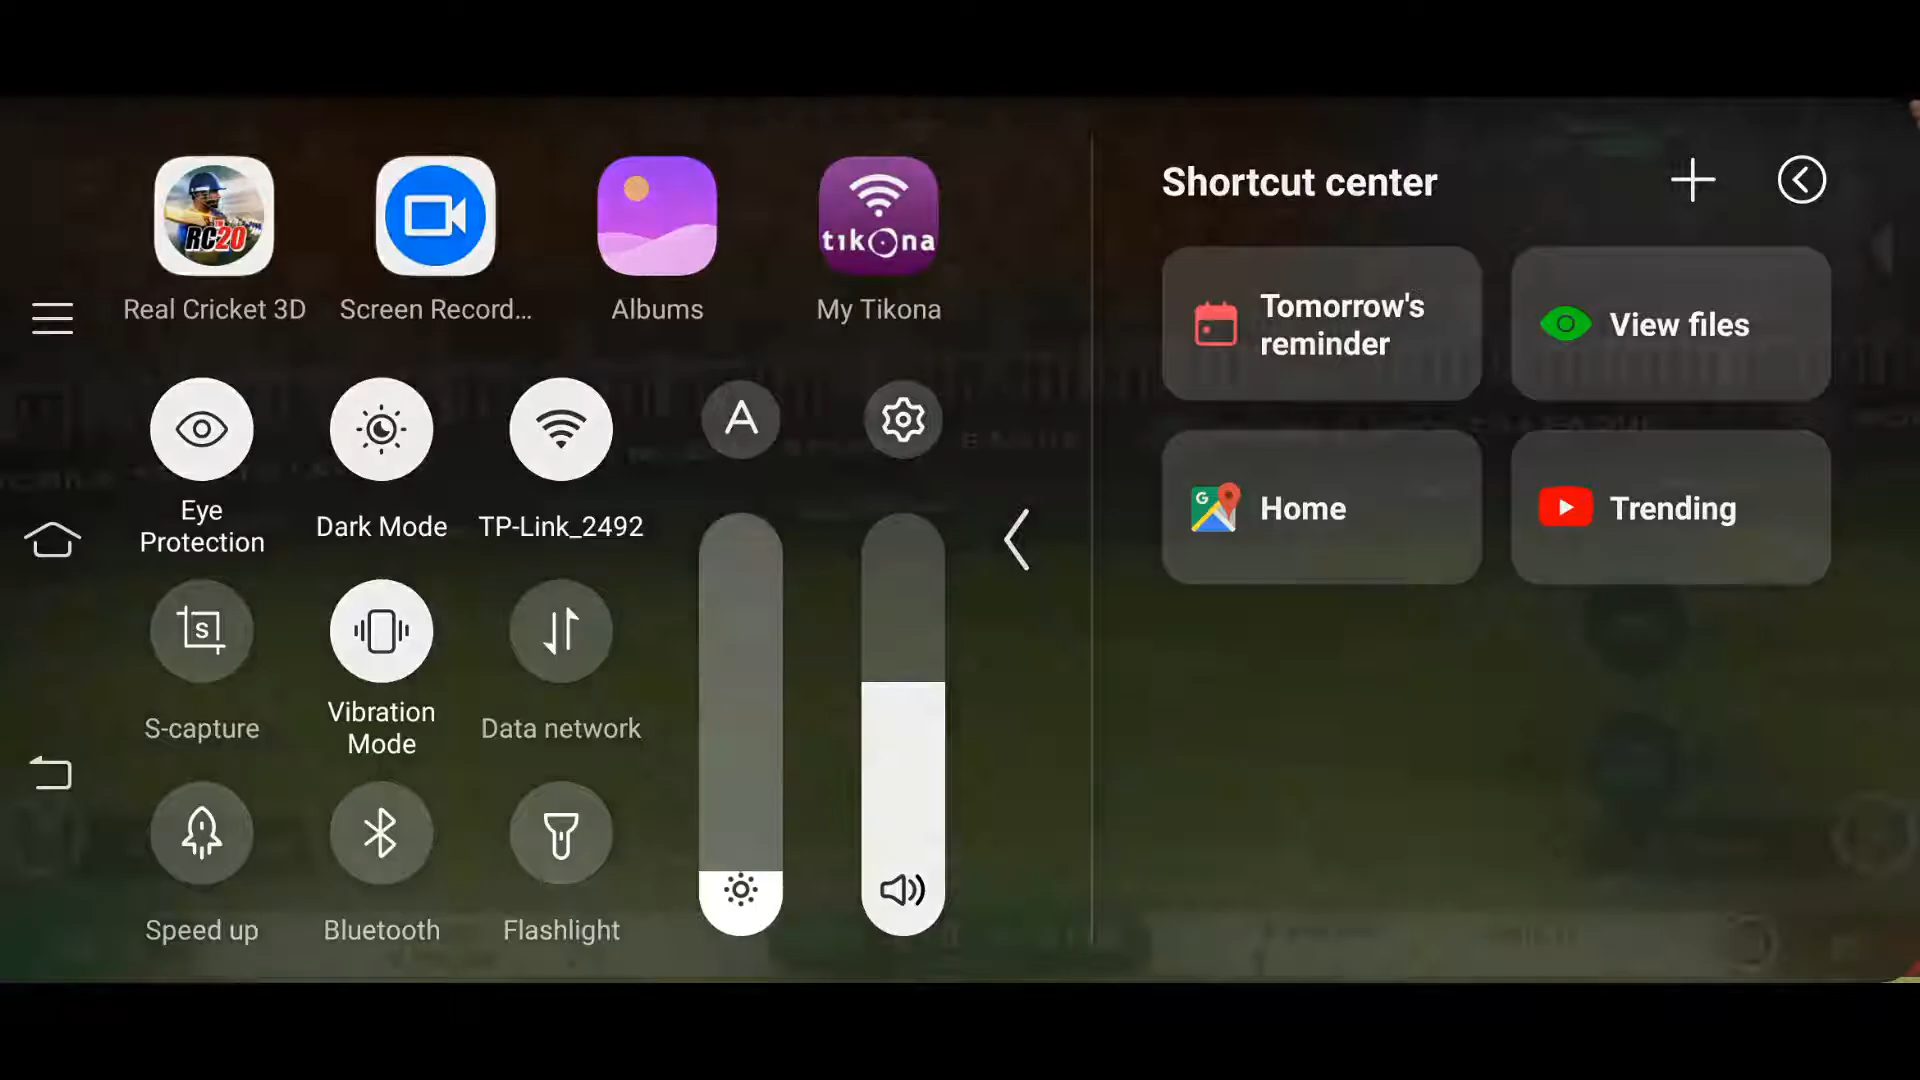 RC20
tikona
Real Cricket 3D
Screen Record...
Albums
My Tikona
Eye
Protection
Dark Mode
TP-Link_2492
A
S
S-capture
Vibration
Mode
Data network
Speed up
Bluetooth
Flashlight
Shortcut center
Tomorrow's
reminder
View files
G
Home
Trending